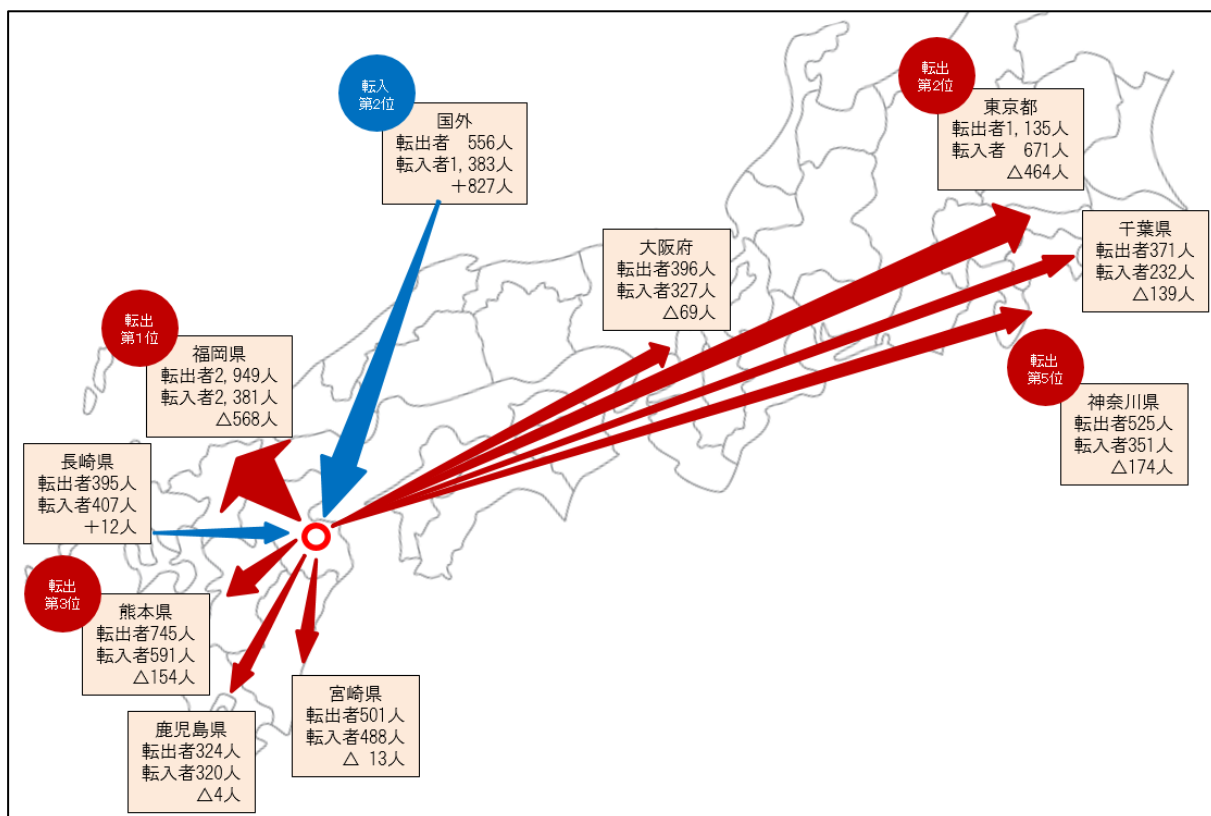 転入
第2位
国外
転出者　556人
転入者1,383人
＋827人
転出
第2位
東京都
転出者1,135人
転入者　671人
△464人
千葉県
転出者371人
転入者232人
△139人
大阪府
転出者396人
転入者327人
△69人
転出
第1位
福岡県
転出者2,949人
転入者2,381人
△568人
転出
第5位
神奈川県
転出者525人
転入者351人
△174人
長崎県
転出者395人
転入者407人
＋12人
転出
第3位
熊本県
転出者745人
転入者591人
△154人
宮崎県
転出者501人
転入者488人
△ 13人
鹿児島県
転出者324人
転入者320人
△4人